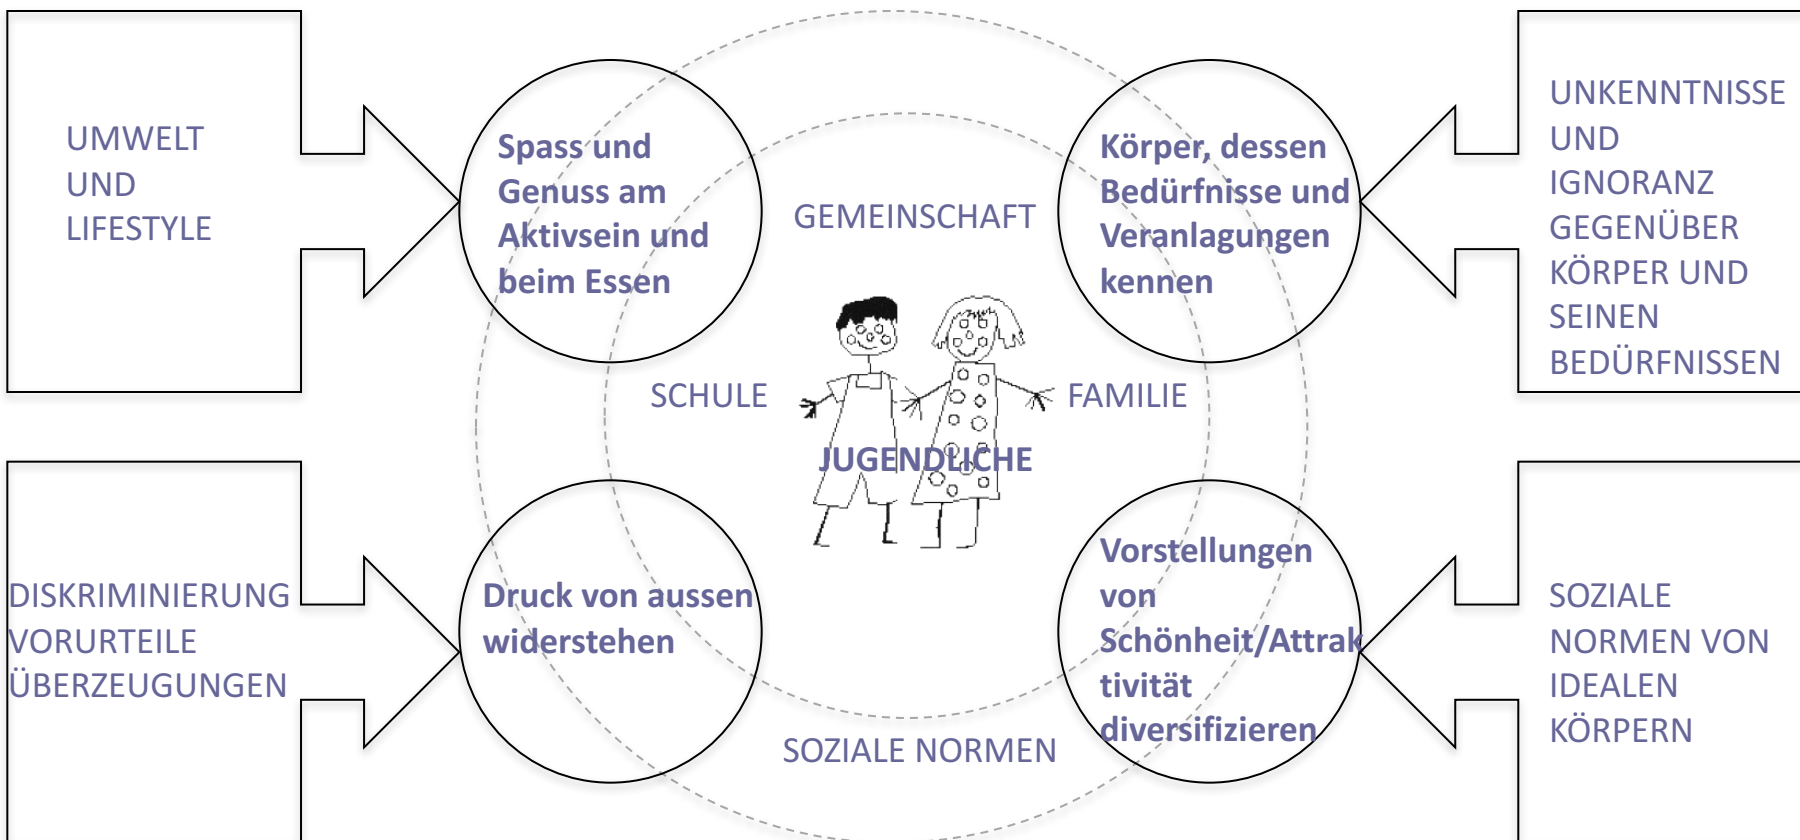 UMWELT
UND
LIFESTYLE
Spass und
Genuss am
Aktivsein und
beim Essen
GEMEINSCHAFT
Körper, dessen
Bedürfnisse und
Veranlagungen
kennen
UNKENNTNISSE
UND
IGNORANZ
GEGENÜBER
KÖRPER UND
SEINEN
BEDÜRFNISSEN
SCHULE
FAMILIE
JUGENDLICHE
DISKRIMINIERUNG
VORURTEILE
ÜBERZEUGUNGEN
Druck von aussen
widerstehen
SOZIALE NORMEN
Vorstellungen
von
Schönheit/Attrak
tivität
diversifizieren
SOZIALE
NORMEN VON
IDEALEN
KÖRPERN